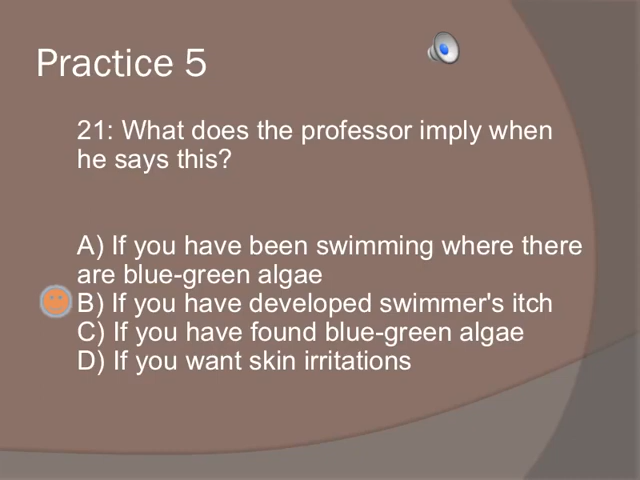 Practice 5
21: What does the professor imply when
he says this?
A) If you have been swimming where there
are blue-green algae
B) If you have developed swimmer's itch
C) If you have found blue-green algae
D) If you want skin irritations